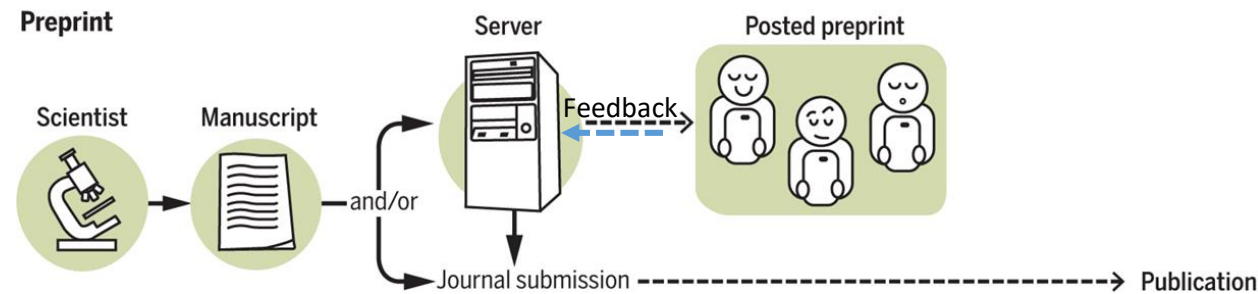 Preprint
Server
Posted preprint
Feedback
Scientist
Manuscript
and/or
Journal submission
Publication